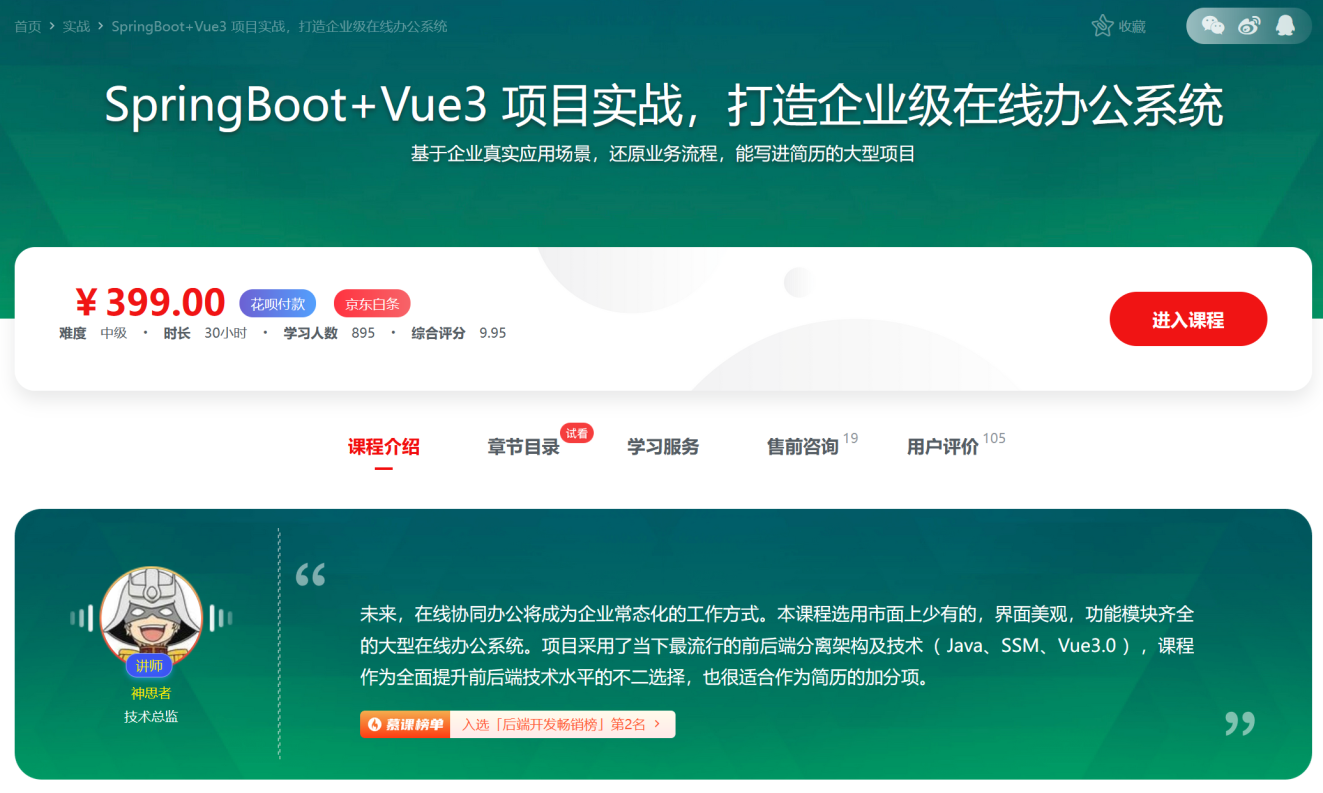 首页 > 实战 > SpringBoot+Vue3 项目实战，打造企业级在线办公系统
收藏
SpringBoot+Vue3 项目实战，打造企业级在线办公系统
基于企业真实应用场景，还原业务流程，能写进简历的大型项目
￥399.00 花呗付款 京东白条
难度 中级 · 时长 30小时 · 学习人数 895 · 综合评分 9.95
进入课程
课程介绍 章节目录 试看 学习服务 售前咨询 19 用户评价 105
“
未来，在线协同办公将成为企业常态化的工作方式。本课程选用市面上少有的，界面美观，功能模块齐全
的大型在线办公系统。项目采用了当下最流行的前后端分离架构及技术（ Java、SSM、Vue3.0 ），课程
作为全面提升前后端技术水平的不二选择，也很适合作为简历的加分项。
讲师
神思者
技术总监
慕课榜单 入选「后端开发畅销榜」第2名 >
”